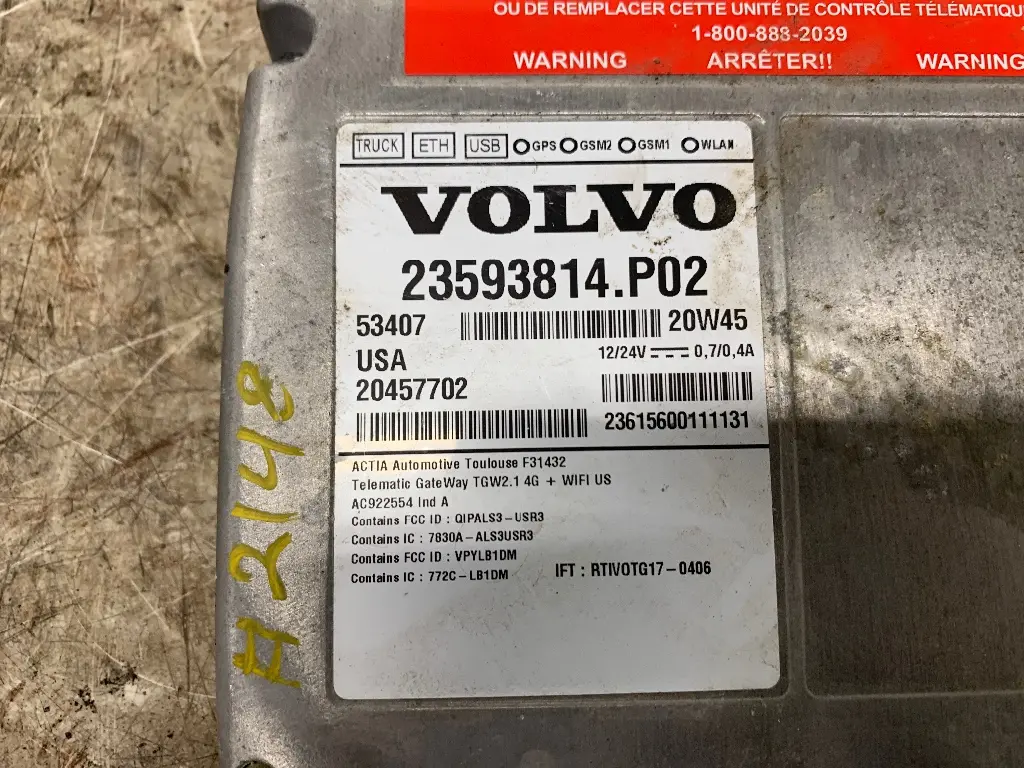 OU DE REMPLACER CETTE UNITÉ DE CONTRÔLE TÉLÉMATIQU
1-800-888-2039
WARNING ARRÊTER!! WARNING
TRUCK ETH USB GPS GSM2 GSM1 WLAN
VOLVO
23593814.P02
53407 20W45
USA 12/24V 0,7/0,4A
20457702
23615600111131
ACTIA Automotive Toulouse F31432
Telematic GateWay TGW2.1 4G + WIFI US
AC922554 Ind A
Contains FCC ID : QIPALS3-USR3
Contains IC : 7830A-ALS3USR3
Contains FCC ID : VPYLB1DM
Contains IC : 772C-LB1DM IFT : RTIVOTG17-0406
H2148